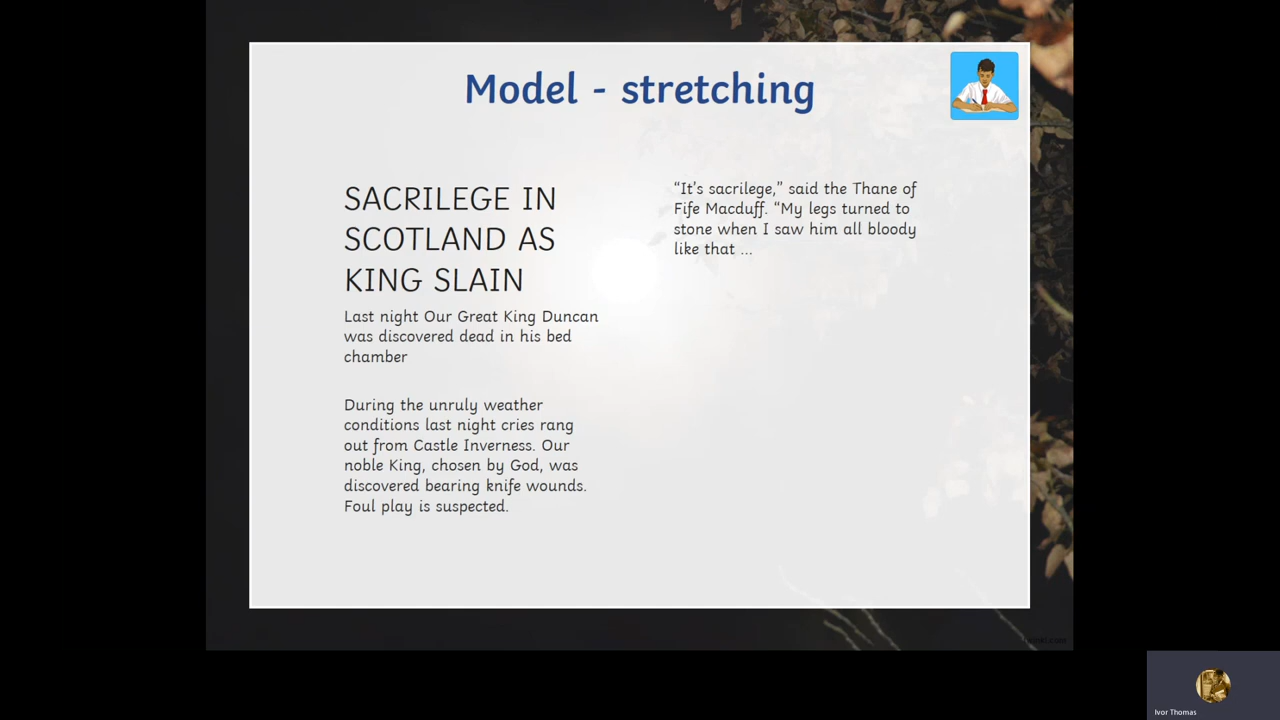 Model - stretching
SACRILEGE IN
SCOTLAND AS
KING SLAIN
Last night Our Great King Duncan
was discovered dead in his bed
chamber
During the unruly weather
conditions last night cries rang
out from Castle Inverness. Our
noble King, chosen by God, was
discovered bearing knife wounds.
Foul play is suspected.
“It’s sacrilege,” said the Thane of
Fife Macduff. “My legs turned to
stone when I saw him all bloody
like that ...
Ivor Thomas